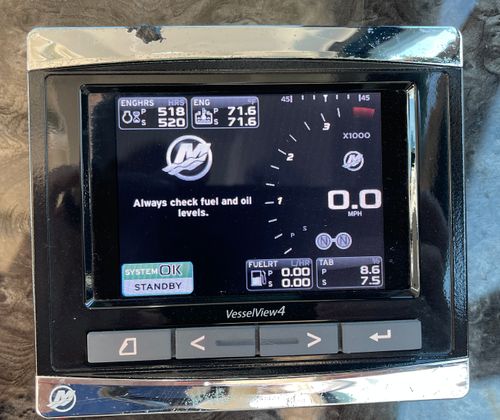 ENGHRS HRS
P 518
S 520
ENG °F
P 71.6
S 71.6
45 45
3
X1000
2
Always check fuel and oil
levels.
1
0.0
MPH
P S
N N
SYSTEM OK
STANDBY
FUELRT L/HR
P 0.00
S 0.00
TAB %
P 8.6
S 7.5
VesselView4
< >